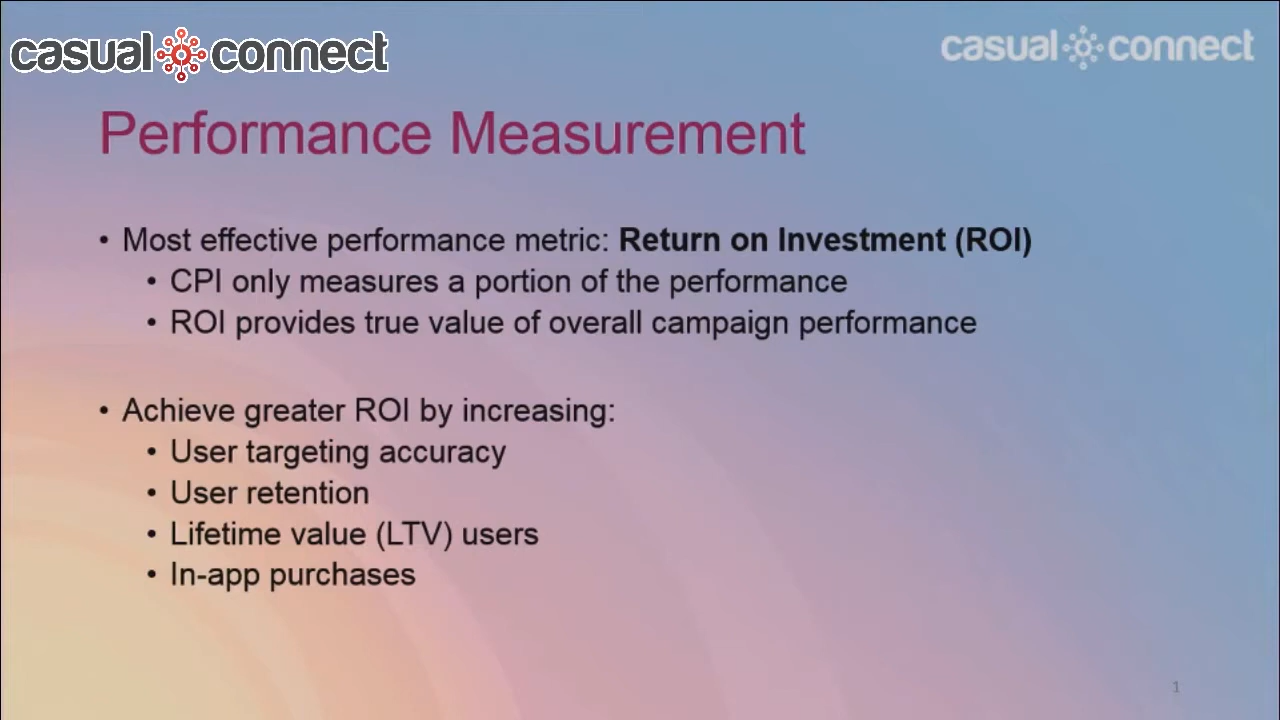 casual connect
casual connect
Performance Measurement
• Most effective performance metric: Return on Investment (ROI)
• CPI only measures a portion of the performance
• ROI provides true value of overall campaign performance
• Achieve greater ROI by increasing:
• User targeting accuracy
• User retention
• Lifetime value (LTV) users
• In-app purchases
1